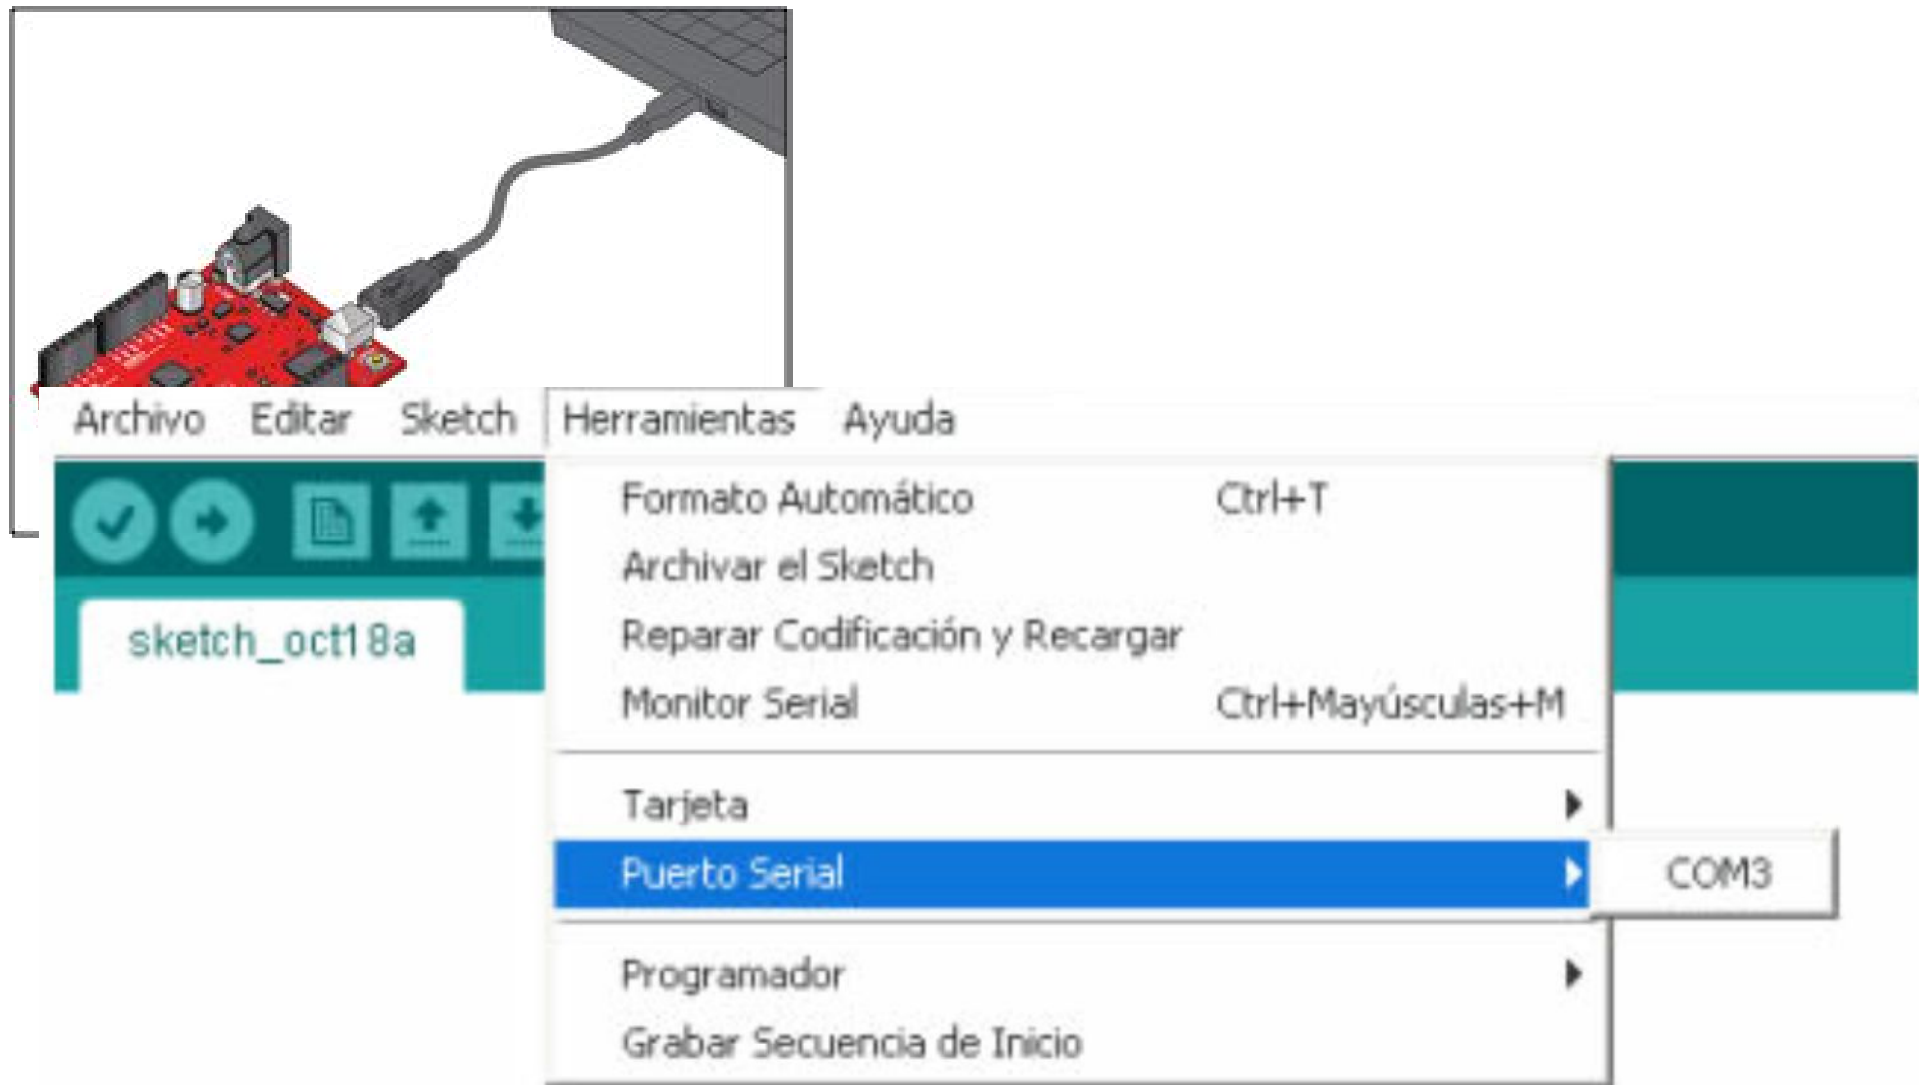 Archivo Editar Sketch Herramientas Ayuda
Formato Automático Ctrl+T
Archivar el Sketch
sketch_oct18a
Reparar Codificación y Recargar
Monitor Serial Ctrl+Mayúsculas+M
Tarjeta
Puerto Serial COM3
Programador
Grabar Secuencia de Inicio